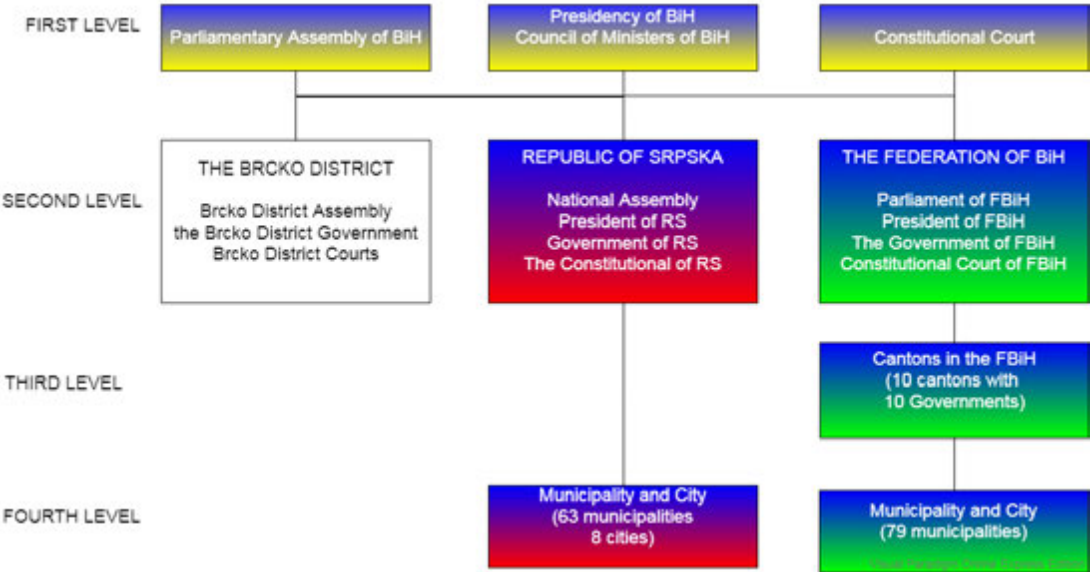 FIRST LEVEL
Parliamentary Assembly of BiH
Presidency of BiH
Council of Ministers of BiH
Constitutional Court
SECOND LEVEL
THE BRCKO DISTRICT
Brcko District Assembly
the Brcko District Government
Brcko District Courts
REPUBLIC OF SRPSKA
National Assembly
President of RS
Government of RS
The Constitutional of RS
THE FEDERATION OF BiH
Parliament of FBiH
President of FBiH
The Government of FBiH
Constitutional Court of FBiH
THIRD LEVEL
Cantons in the FBiH
(10 cantons with
10 Governments)
FOURTH LEVEL
Municipality and City
(63 municipalities
8 cities)
Municipality and City
(79 municipalities)